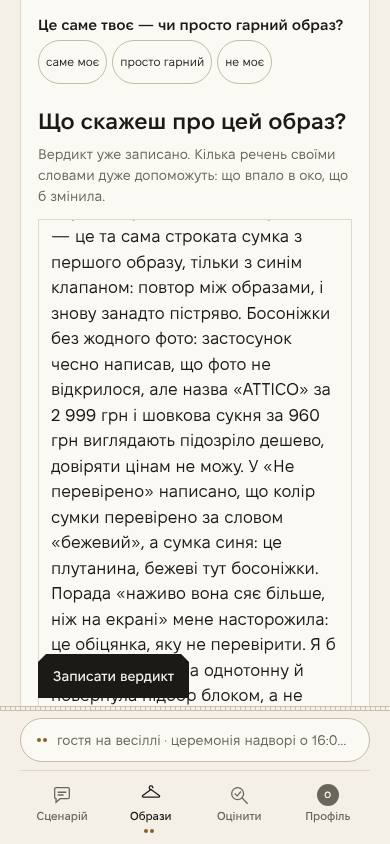 Це саме твоє — чи просто гарний образ?
саме моє
просто гарний
не моє
Що скажеш про цей образ?
Вердикт уже записано. Кілька речень своїми
словами дуже допоможуть: що впало в око, що
б змінила.
— це та сама строката сумка з
першого образу, тільки з синім
клапаном: повтор між образами, і
знову занадто пістряво. Босоніжки
без жодного фото: застосунок
чесно написав, що фото не
відкрилося, але назва «ATTICO» за
2 999 грн і шовкова сукня за 960
грн виглядають підозріло дешево,
довіряти цінам не можу. У «Не
перевірено» написано, що колір
сумки перевірено за словом
«бежевий», а сумка синя: це
плутанина, бежеві тут босоніжки.
Порада «наживо вона сяє більше,
ніж на екрані» мене насторожила:
це обіцянка, яку не перевірити. Я б
а однотонну й
блоком, а не
Записати вердикт
гостя на весіллі · церемонія надворі о 16:0...
Сценарій
Образи
Оцінити
О
Профіль